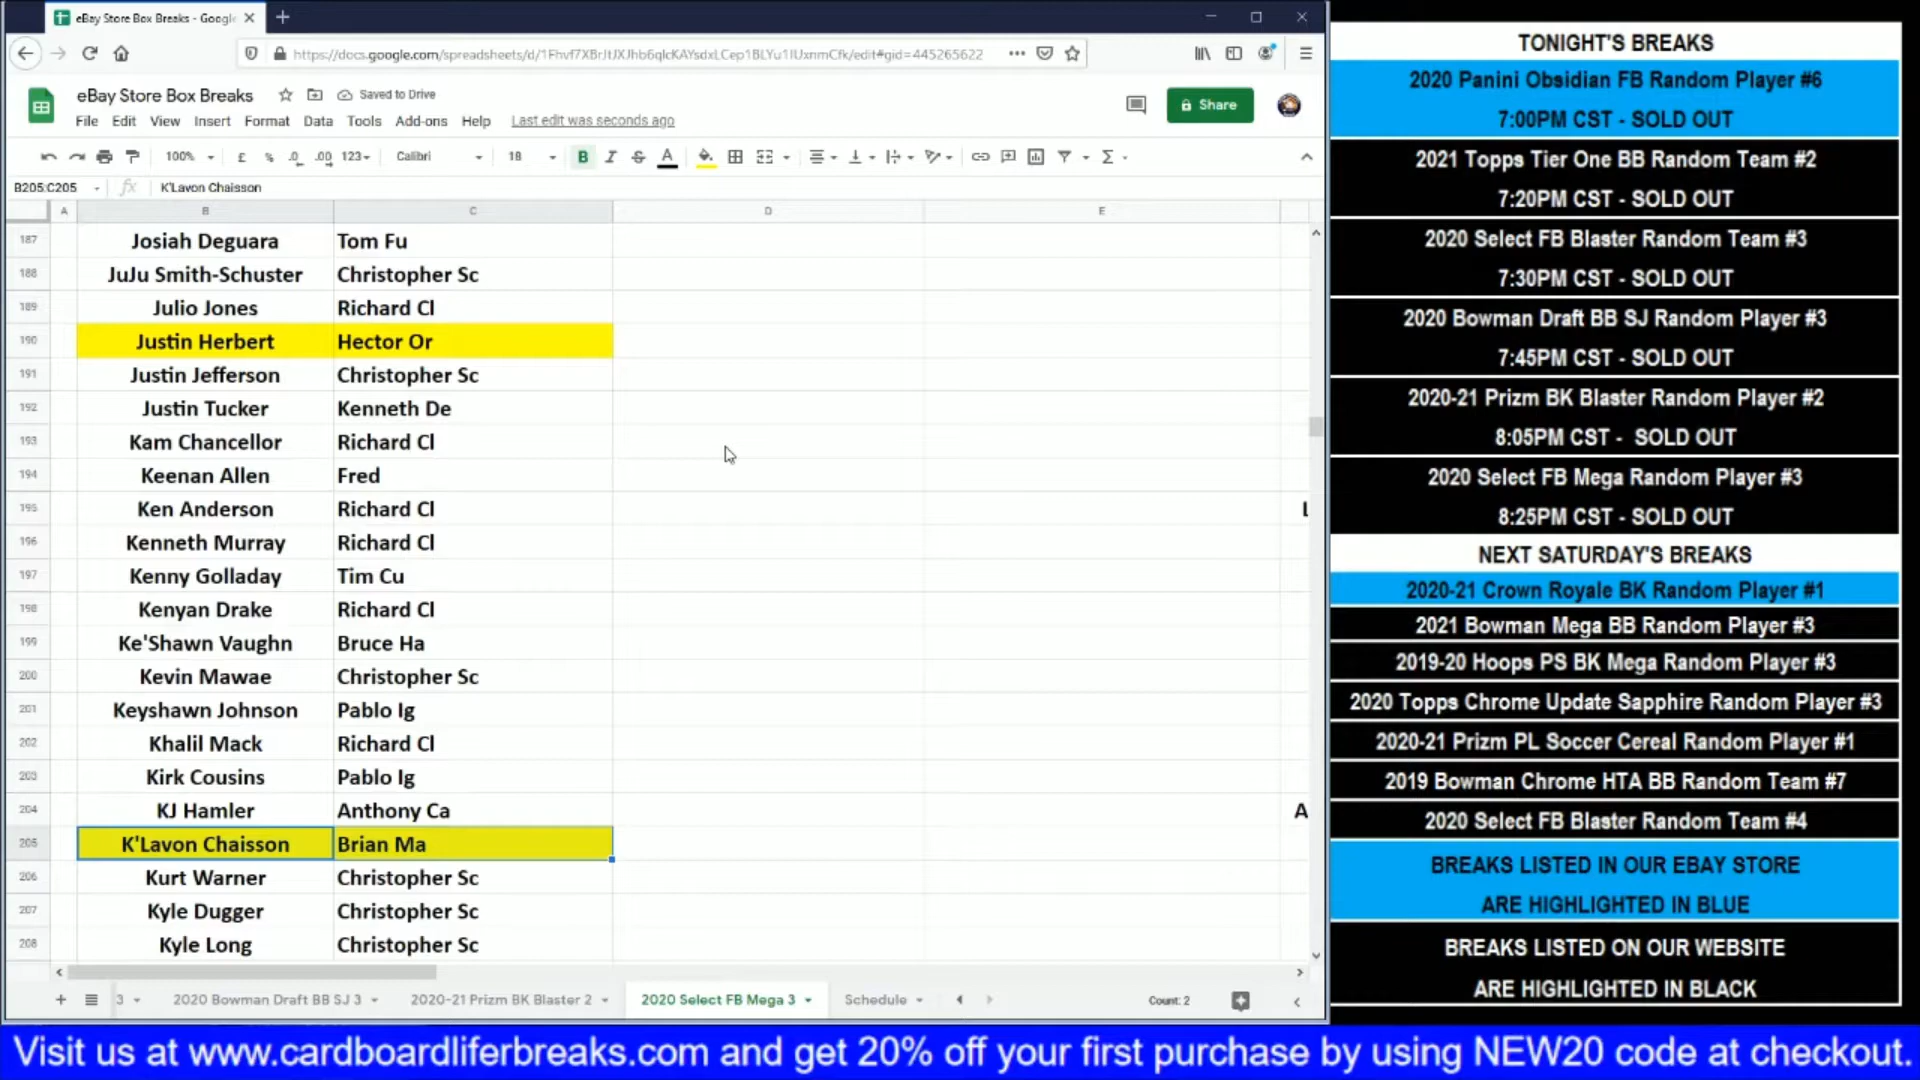 eBay Store Box Breaks - Googl
https://docs.google.com/spreadsheets/d/1Fhvf7XBrJtJXJhb6qlcKAYsdxLCep1BLYu1IUxnmCfk/edit#gid=445265622
eBay Store Box Breaks
Saved to Drive
File Edit View Insert Format Data Tools Add-ons Help Last edit was seconds ago
Share
100% £ % .0 .00 123 Calibri 18 B I S A
B205:C205 fx K'Lavon Chaisson
A B C D E
187 Josiah Deguara Tom Fu
188 JuJu Smith-Schuster Christopher Sc
189 Julio Jones Richard Cl
190 Justin Herbert Hector Or
191 Justin Jefferson Christopher Sc
192 Justin Tucker Kenneth De
193 Kam Chancellor Richard Cl
194 Keenan Allen Fred
195 Ken Anderson Richard Cl L
196 Kenneth Murray Richard Cl
197 Kenny Golladay Tim Cu
198 Kenyan Drake Richard Cl
199 Ke'Shawn Vaughn Bruce Ha
200 Kevin Mawae Christopher Sc
201 Keyshawn Johnson Pablo Ig
202 Khalil Mack Richard Cl
203 Kirk Cousins Pablo Ig
204 KJ Hamler Anthony Ca A
205 K'Lavon Chaisson Brian Ma
206 Kurt Warner Christopher Sc
207 Kyle Dugger Christopher Sc
208 Kyle Long Christopher Sc
3 2020 Bowman Draft BB SJ 3 2020-21 Prizm BK Blaster 2 2020 Select FB Mega 3 Schedule Count: 2
TONIGHT'S BREAKS
2020 Panini Obsidian FB Random Player #6
7:00PM CST - SOLD OUT
2021 Topps Tier One BB Random Team #2
7:20PM CST - SOLD OUT
2020 Select FB Blaster Random Team #3
7:30PM CST - SOLD OUT
2020 Bowman Draft BB SJ Random Player #3
7:45PM CST - SOLD OUT
2020-21 Prizm BK Blaster Random Player #2
8:05PM CST - SOLD OUT
2020 Select FB Mega Random Player #3
8:25PM CST - SOLD OUT
NEXT SATURDAY'S BREAKS
2020-21 Crown Royale BK Random Player #1
2021 Bowman Mega BB Random Player #3
2019-20 Hoops PS BK Mega Random Player #3
2020 Topps Chrome Update Sapphire Random Player #3
2020-21 Prizm PL Soccer Cereal Random Player #1
2019 Bowman Chrome HTA BB Random Team #7
2020 Select FB Blaster Random Team #4
BREAKS LISTED IN OUR EBAY STORE
ARE HIGHLIGHTED IN BLUE
BREAKS LISTED ON OUR WEBSITE
ARE HIGHLIGHTED IN BLACK
Visit us at www.cardboardliferbreaks.com and get 20% off your first purchase by using NEW20 code at checkout.